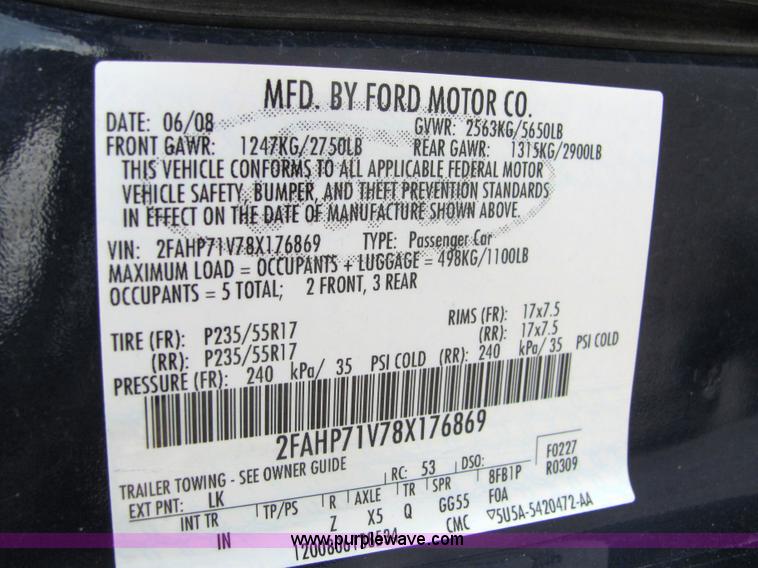 MFD. BY FORD MOTOR CO.
DATE: 06/08 GVWR: 2563KG/5650LB
FRONT GAWR: 1247KG/2750LB REAR GAWR: 1315KG/2900LB
THIS VEHICLE CONFORMS TO ALL APPLICABLE FEDERAL MOTOR
VEHICLE SAFETY, BUMPER, AND THEFT PREVENTION STANDARDS
IN EFFECT ON THE DATE OF MANUFACTURE SHOWN ABOVE.
VIN: 2FAHP71V78X176869 TYPE: Passenger Car
MAXIMUM LOAD = OCCUPANTS + LUGGAGE = 498KG/1100LB
OCCUPANTS = 5 TOTAL; 2 FRONT, 3 REAR
TIRE (FR): P235/55R17 RIMS (FR): 17x7.5
(RR): P235/55R17 (RR): 17x7.5
PRESSURE (FR): 240 kPa/ 35 PSI COLD (RR): 240 kPa/ 35 PSI COLD
2FAHP71V78X176869
TRAILER TOWING - SEE OWNER GUIDE RC: 53 DSO: F0227
EXT PNT: LK 8FB1P R0309
INT TR TP/PS R AXLE TR SPR F0A
IN Z X5 Q GG55 CMC ▽5U5A-5420472-AA
www.purplewave.com